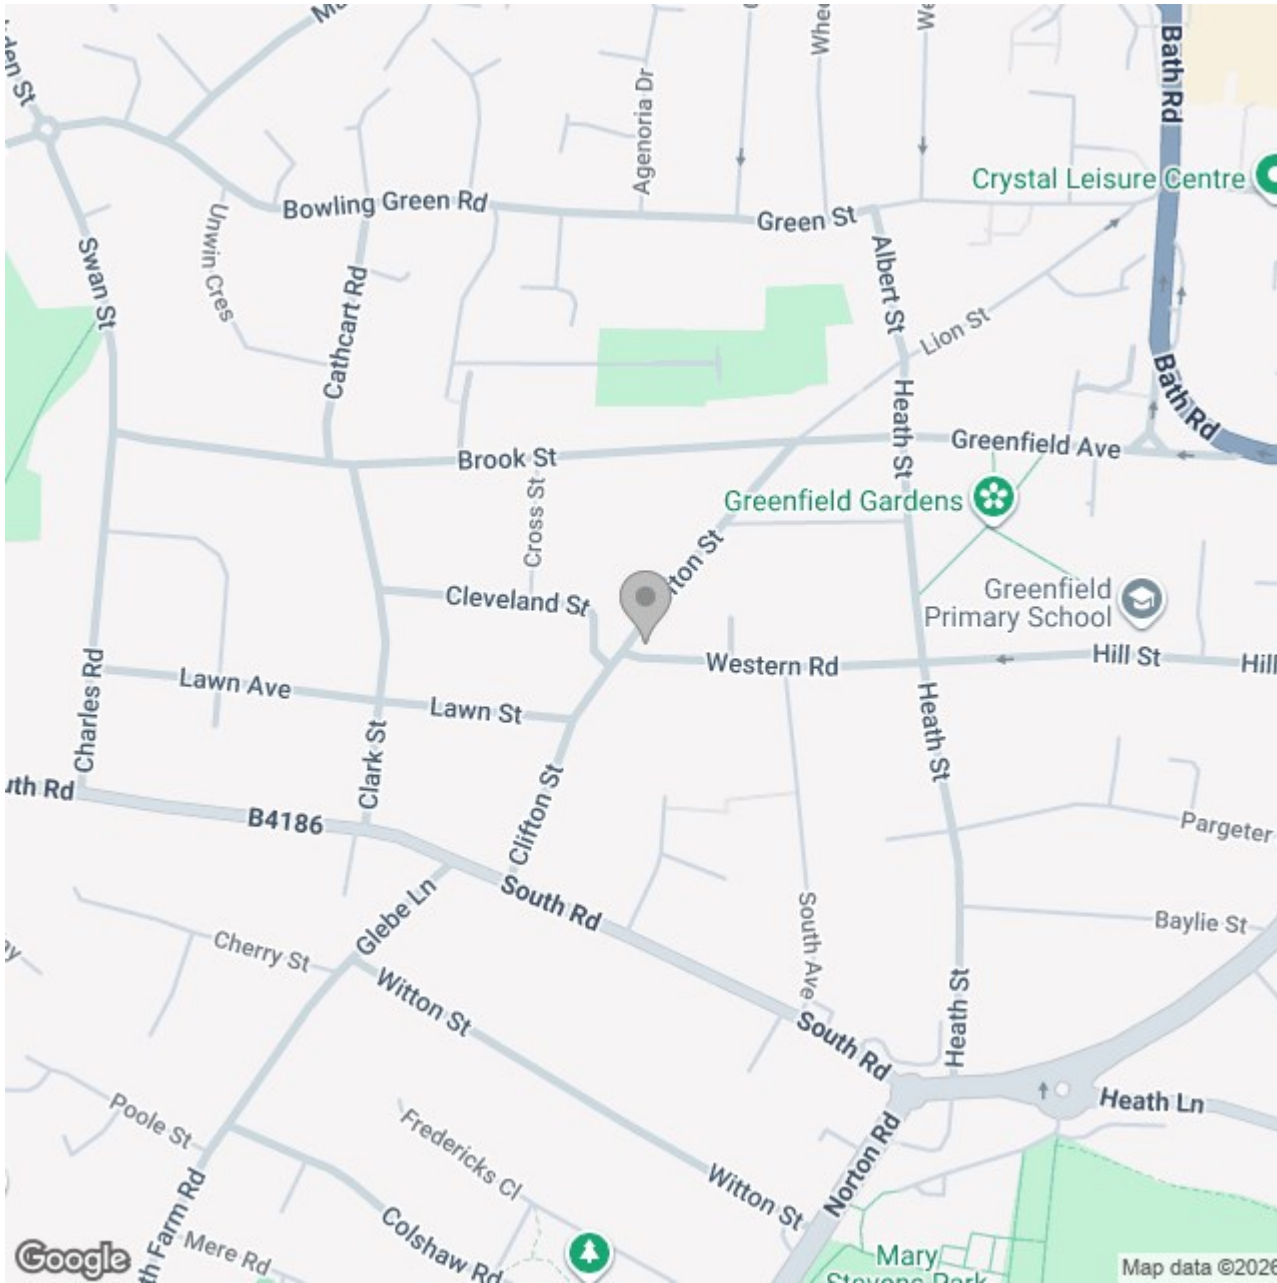 Bath Rd
Agenoria Dr
Crystal Leisure Centre
Bowling Green Rd
Green St
Unwin Cres
Swan St
Albert St
Cathcart Rd
Lion St
Bath Rd
Heath St
Greenfield Ave
Brook St
Greenfield Gardens
Cross St
Cleveland St
Greenfield
Primary School
Western Rd
Hill St
Hill
Lawn Ave
Lawn St
Charles Rd
Heath St
Clark St
B4186
Clifton St
Pargeter
South Rd
Glebe Ln
South Ave
Baylie St
Cherry St
Witton St
South Rd
Heath St
Heath Ln
Poole St
Fredericks Cl
Norton Rd
Witton St
Colshaw Rd
Mere Rd
Mary
Stevens Park
Google
Map data ©2026